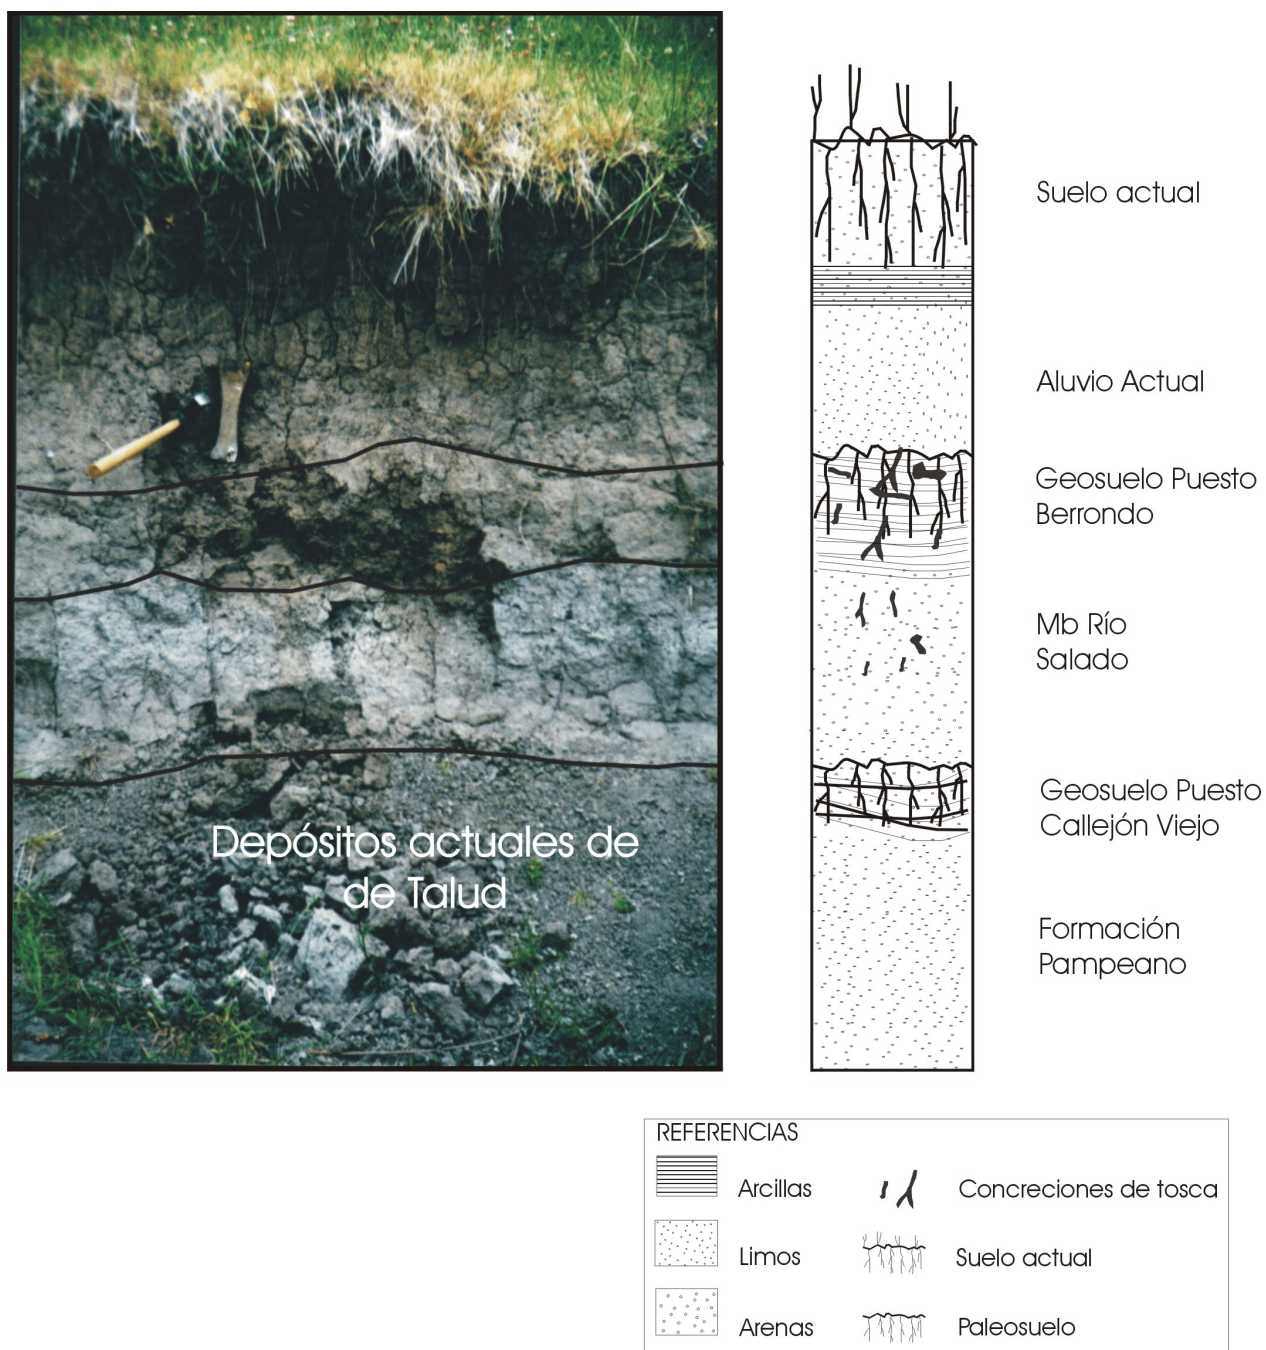 Suelo actual
Aluvio Actual
Geosuelo Puesto
Berrondo
Mb Río
Salado
Geosuelo Puesto
Callejón Viejo
Formación
Pampeano
Depósitos actuales de
de Talud
REFERENCIAS
Arcillas
Concreciones de tosca
Limos
Suelo actual
Arenas
Paleosuelo